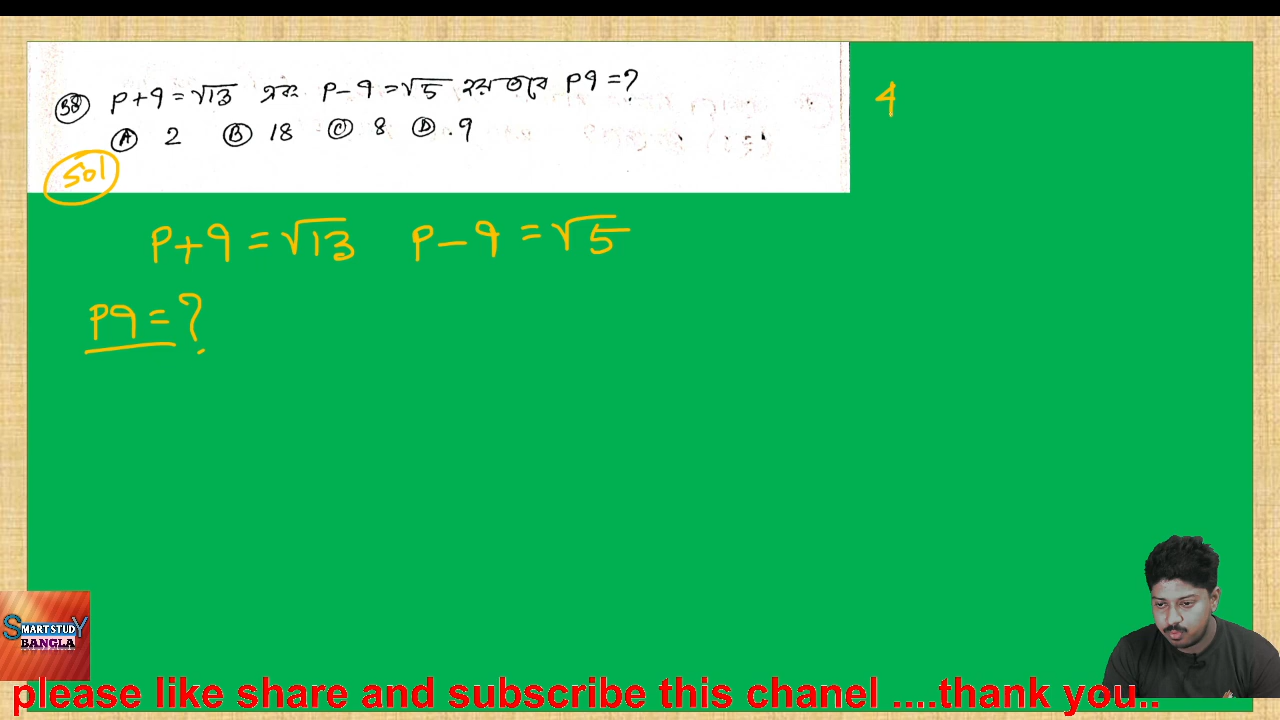 38 P+q=√13 এবং P-q=√5 হয় তবে Pq=?
A 2 B 18 C 8 D .9
Sol
4
P+q=√13 P-q=√5
Pq=?
SMART STUDY
BANGLA
please like share and subscribe this chanel ....thank you..